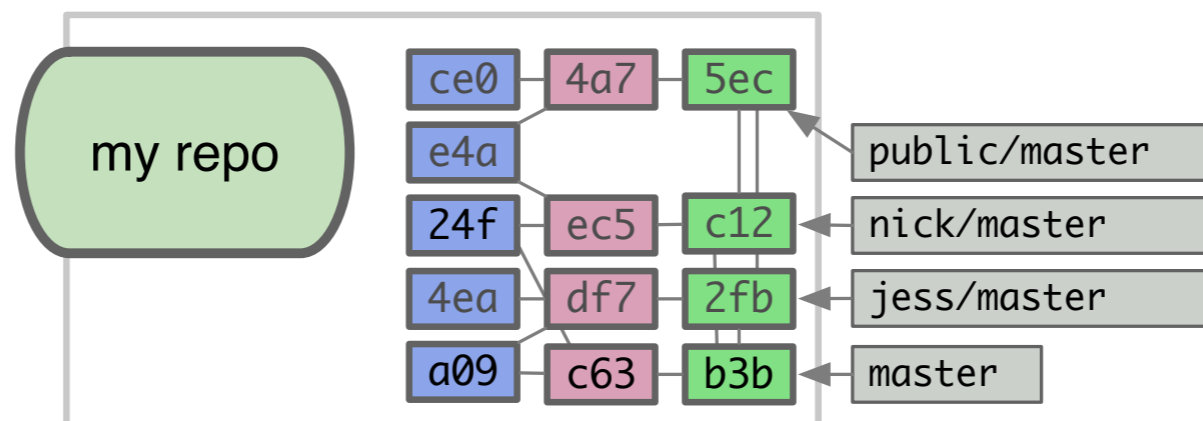 my repo
ce0 4a7 5ec
e4a
public/master
24f ec5 c12 nick/master
4ea df7 2fb jess/master
a09 c63 b3b master